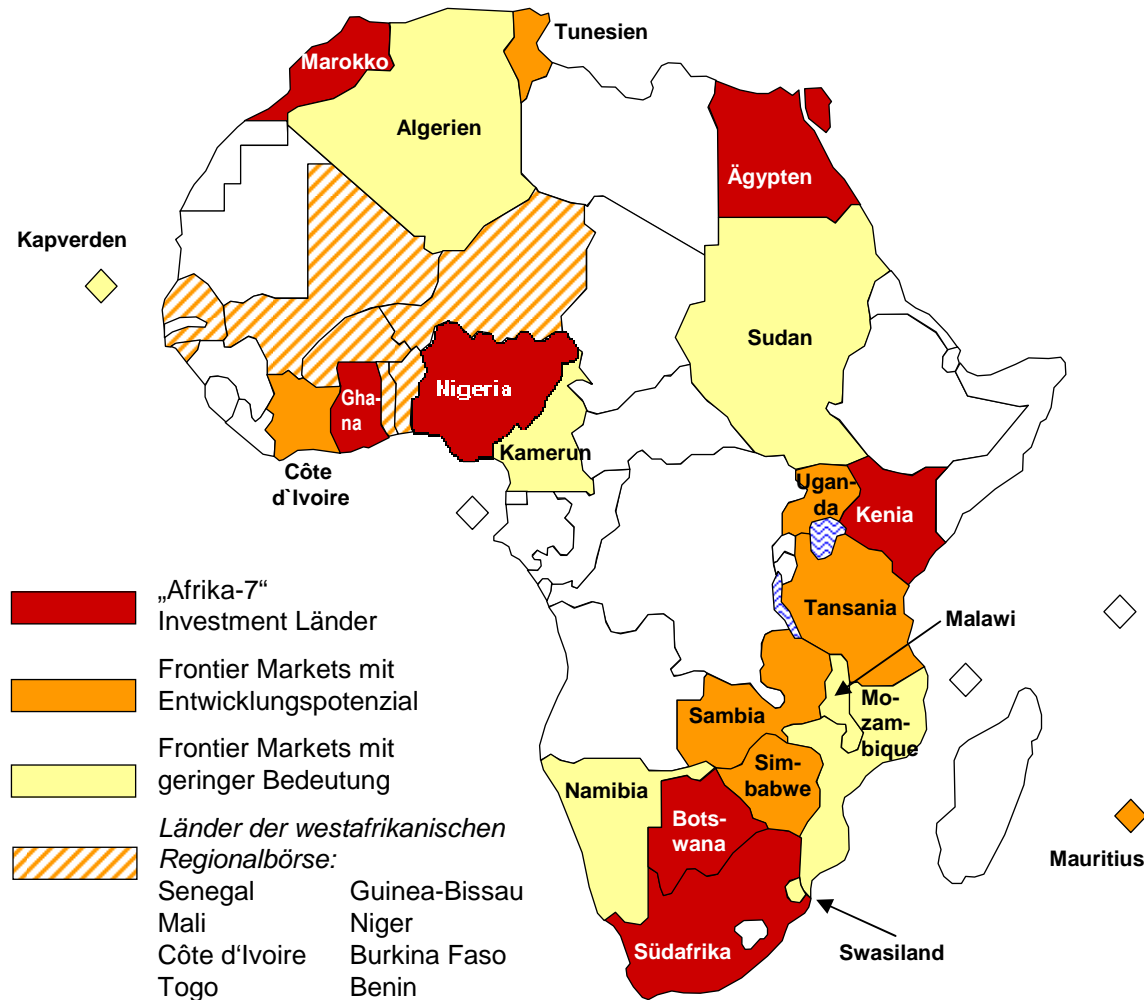 Tunesien
Marokko
Algerien
Ägypten
Kapverden
Sudan
Nigeria
Gha-
na
Kamerun
Côte
d`Ivoire
Ugan-
da
Kenia
Tansania
Malawi
Mo-
zam-
bique
Sambia
Sim-
babwe
Namibia
Bots-
wana
Mauritius
Südafrika
Swasiland
„Afrika-7“
Investment Länder
Frontier Markets mit
Entwicklungspotenzial
Frontier Markets mit
geringer Bedeutung
Länder der westafrikanischen
Regionalbörse:
Senegal Guinea-Bissau
Mali Niger
Côte d‘Ivoire Burkina Faso
Togo Benin